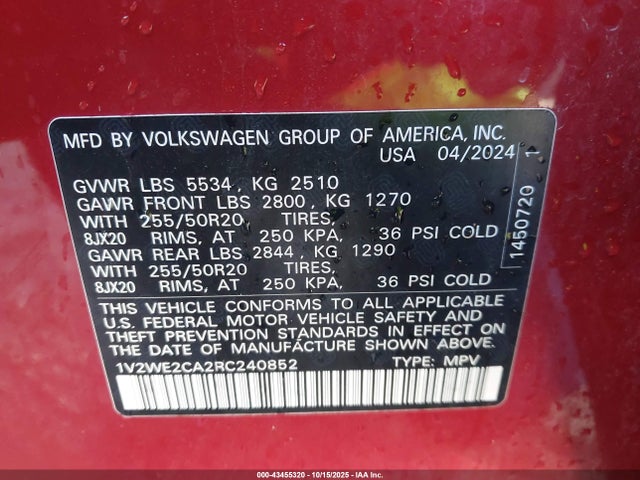 MFD BY VOLKSWAGEN GROUP OF AMERICA, INC.
USA 04/2024 1
GVWR LBS 5534, KG 2510
GAWR FRONT LBS 2800, KG 1270
WITH 255/50R20 TIRES,
8JX20 RIMS, AT 250 KPA, 36 PSI COLD
GAWR REAR LBS 2844, KG 1290
WITH 255/50R20 TIRES,
8JX20 RIMS, AT 250 KPA, 36 PSI COLD
THIS VEHICLE CONFORMS TO ALL APPLICABLE
U.S. FEDERAL MOTOR VEHICLE SAFETY AND
THEFT PREVENTION STANDARDS IN EFFECT ON
THE DATE OF MANUFACTURE SHOWN ABOVE.
1V2WE2CA2RC240852 TYPE: MPV
1450720
000-43455320 - 10/15/2025 - IAA Inc.